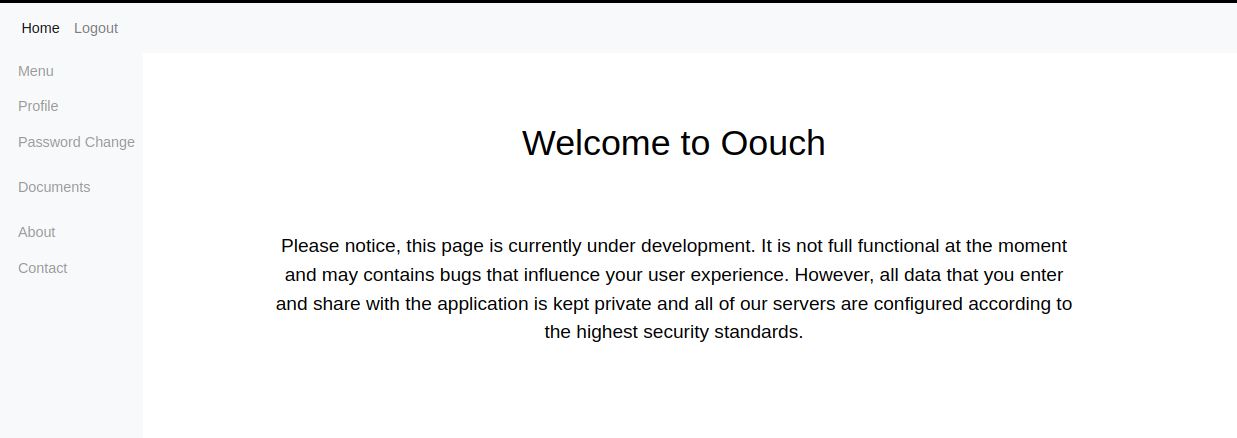 Home Logout
Menu
Profile
Password Change
Documents
About
Contact
Welcome to Oouch
Please notice, this page is currently under development. It is not full functional at the moment
and may contains bugs that influence your user experience. However, all data that you enter
and share with the application is kept private and all of our servers are configured according to
the highest security standards.